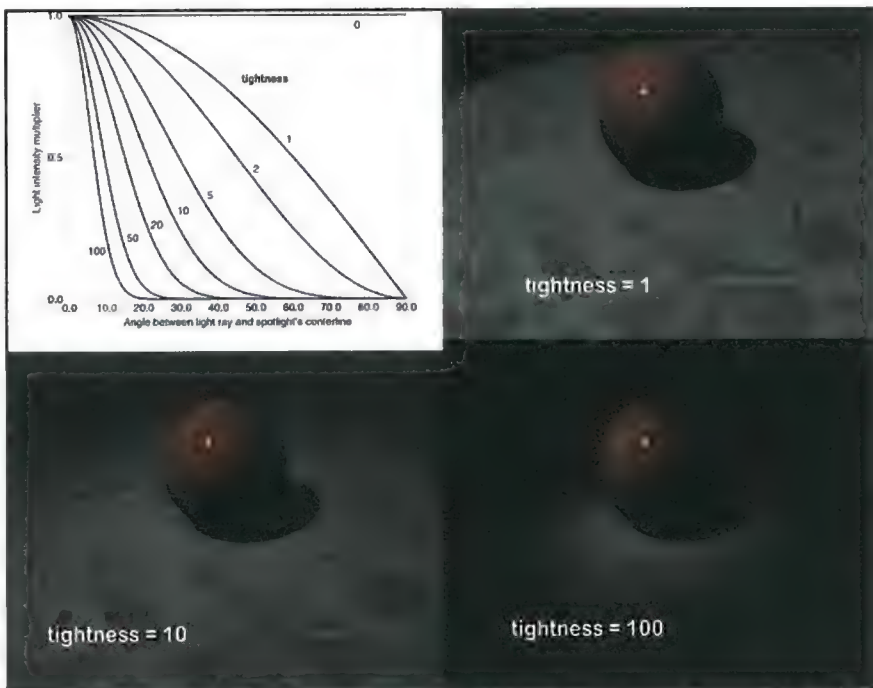 1.0
0
tightness
Light intensity multiplier
0.5
1
2
5
10
20
50
100
0.0
0.0 10.0 20.0 30.0 40.0 50.0 60.0 70.0 80.0 90.0
Angle between light ray and spotlight's centerline
tightness = 1
tightness = 10
tightness = 100